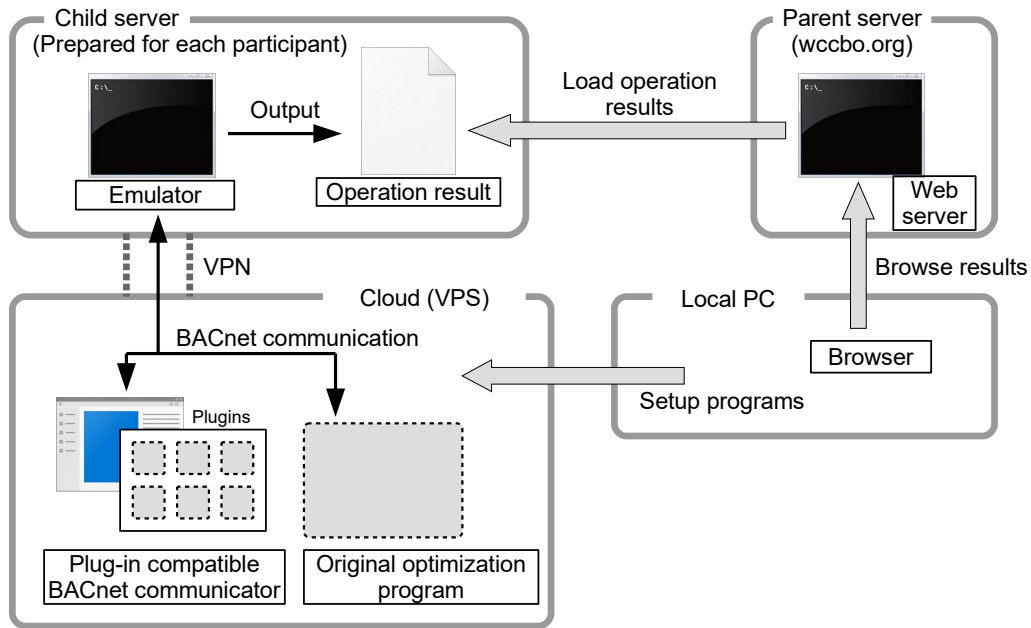 Child server
(Prepared for each participant)
C:\_
Output
Emulator
Operation result
Load operation
results
Parent server
(wccbo.org)
C:\_
Web
server
VPN
Browse results
Cloud (VPS)
BACnet communication
Local PC
Browser
Setup programs
Plugins
Plug-in compatible
BACnet communicator
Original optimization
program